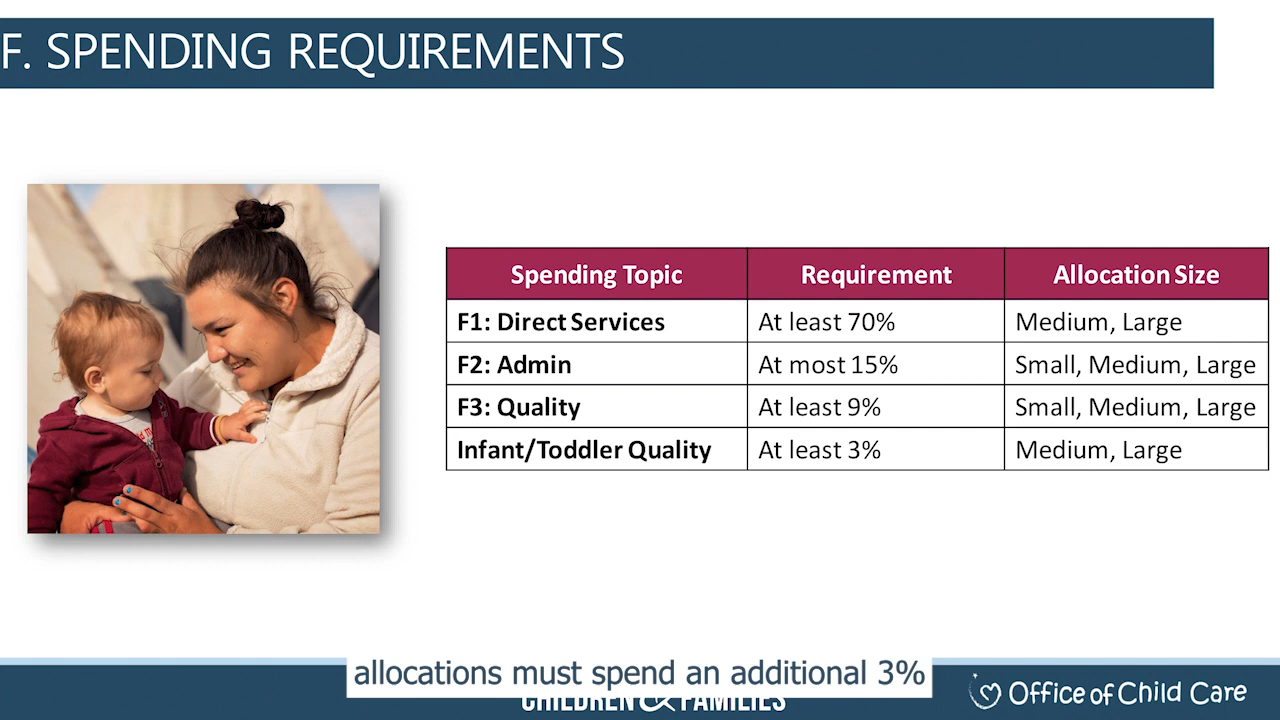 F. SPENDING REQUIREMENTS
Spending Topic Requirement Allocation Size
F1: Direct Services At least 70% Medium, Large
F2: Admin At most 15% Small, Medium, Large
F3: Quality At least 9% Small, Medium, Large
Infant/Toddler Quality At least 3% Medium, Large
allocations must spend an additional 3%
CHILDREN & FAMILIES
Office of Child Care